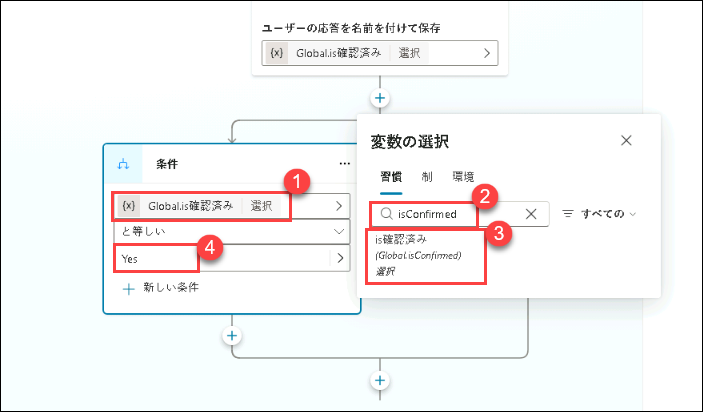 ユーザーの応答を名前を付けて保存
{x} Global.is確認済み 選択
条件
1
{x} Global.is確認済み 選択
と等しい
4
Yes
新しい条件
変数の選択
習慣 制 環境
2
isConfirmed
すべての
3
is確認済み
(Global.isConfirmed)
選択